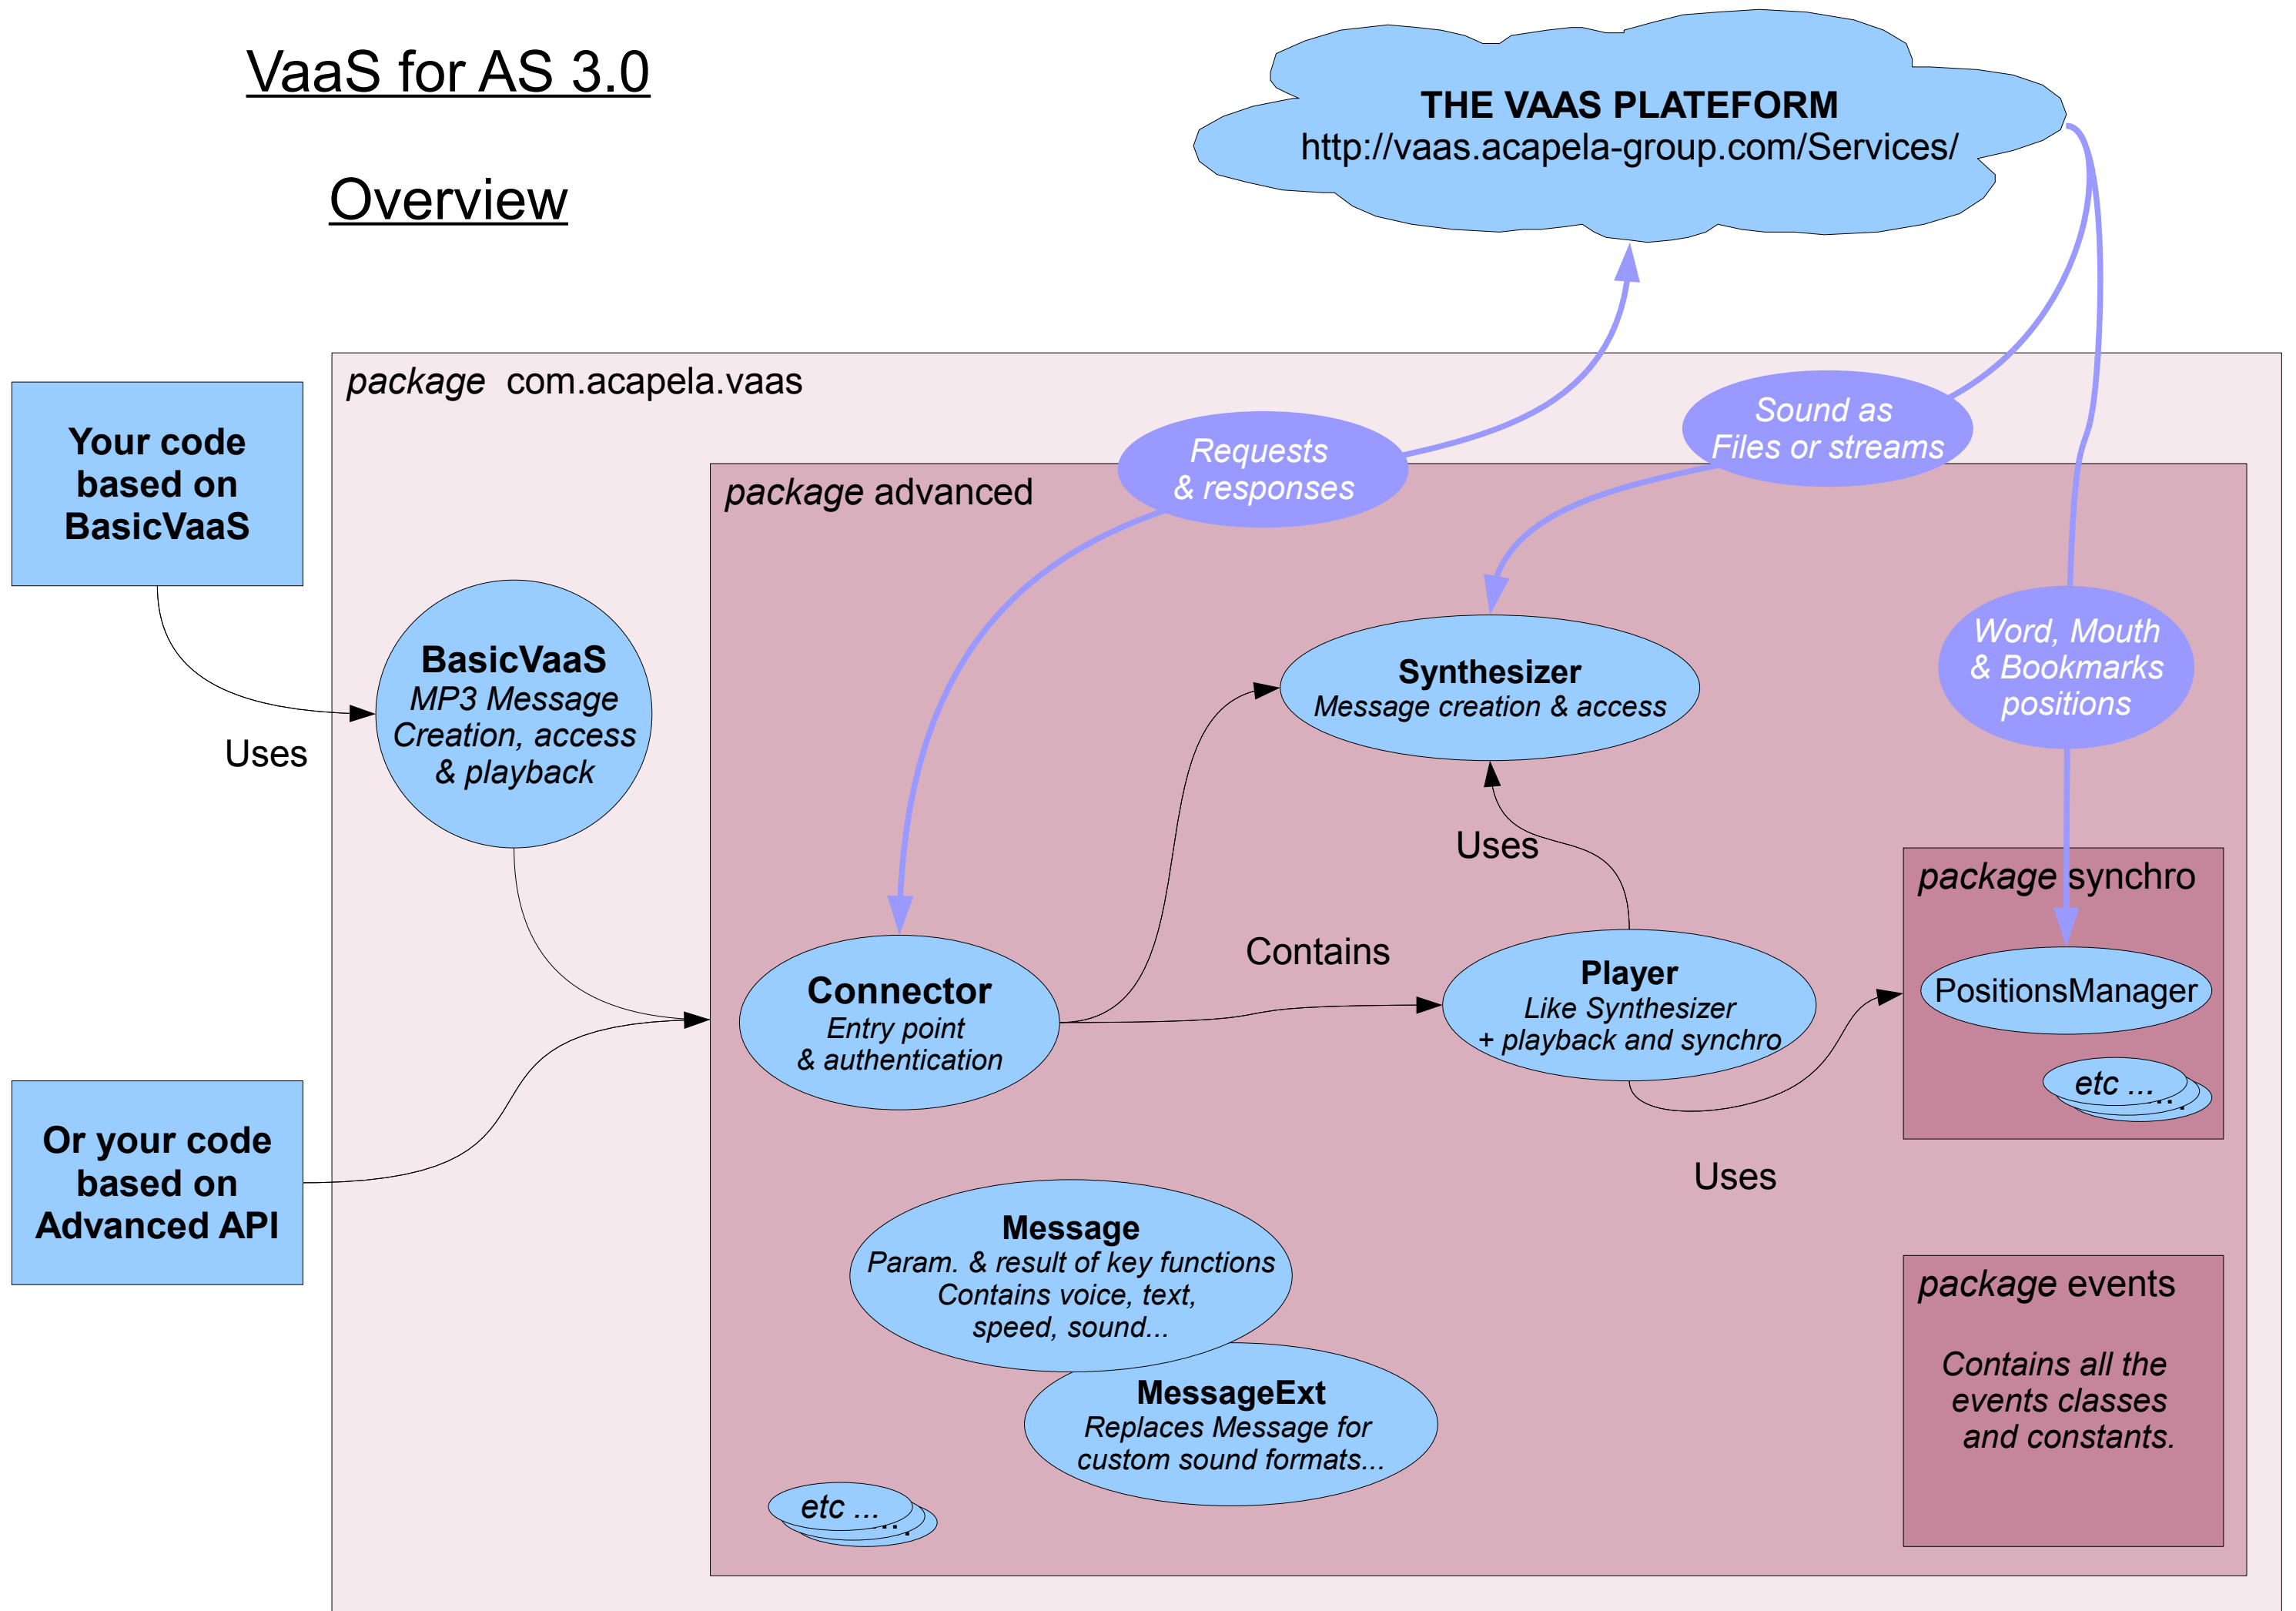 VaaS for AS 3.0
Overview
THE VAAS PLATEFORM
http://vaas.acapela-group.com/Services/
package com.acapela.vaas
Your code
based on
BasicVaaS
Requests
& responses
Sound as
Files or streams
package advanced
Word, Mouth
& Bookmarks
positions
BasicVaaS
MP3 Message
Creation, access
& playback
Uses
Synthesizer
Message creation & access
Uses
package synchro
Contains
Connector
Entry point
& authentication
Player
Like Synthesizer
+ playback and synchro
PositionsManager
etc ...
Or your code
based on
Advanced API
Uses
Message
Param. & result of key functions
Contains voice, text,
speed, sound...
package events
Contains all the
events classes
and constants.
MessageExt
Replaces Message for
custom sound formats...
etc ...